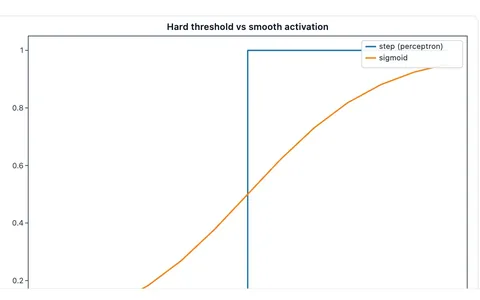 Hard threshold vs smooth activation
step (perceptron)
sigmoid
1
0.8
0.6
0.4
0.2